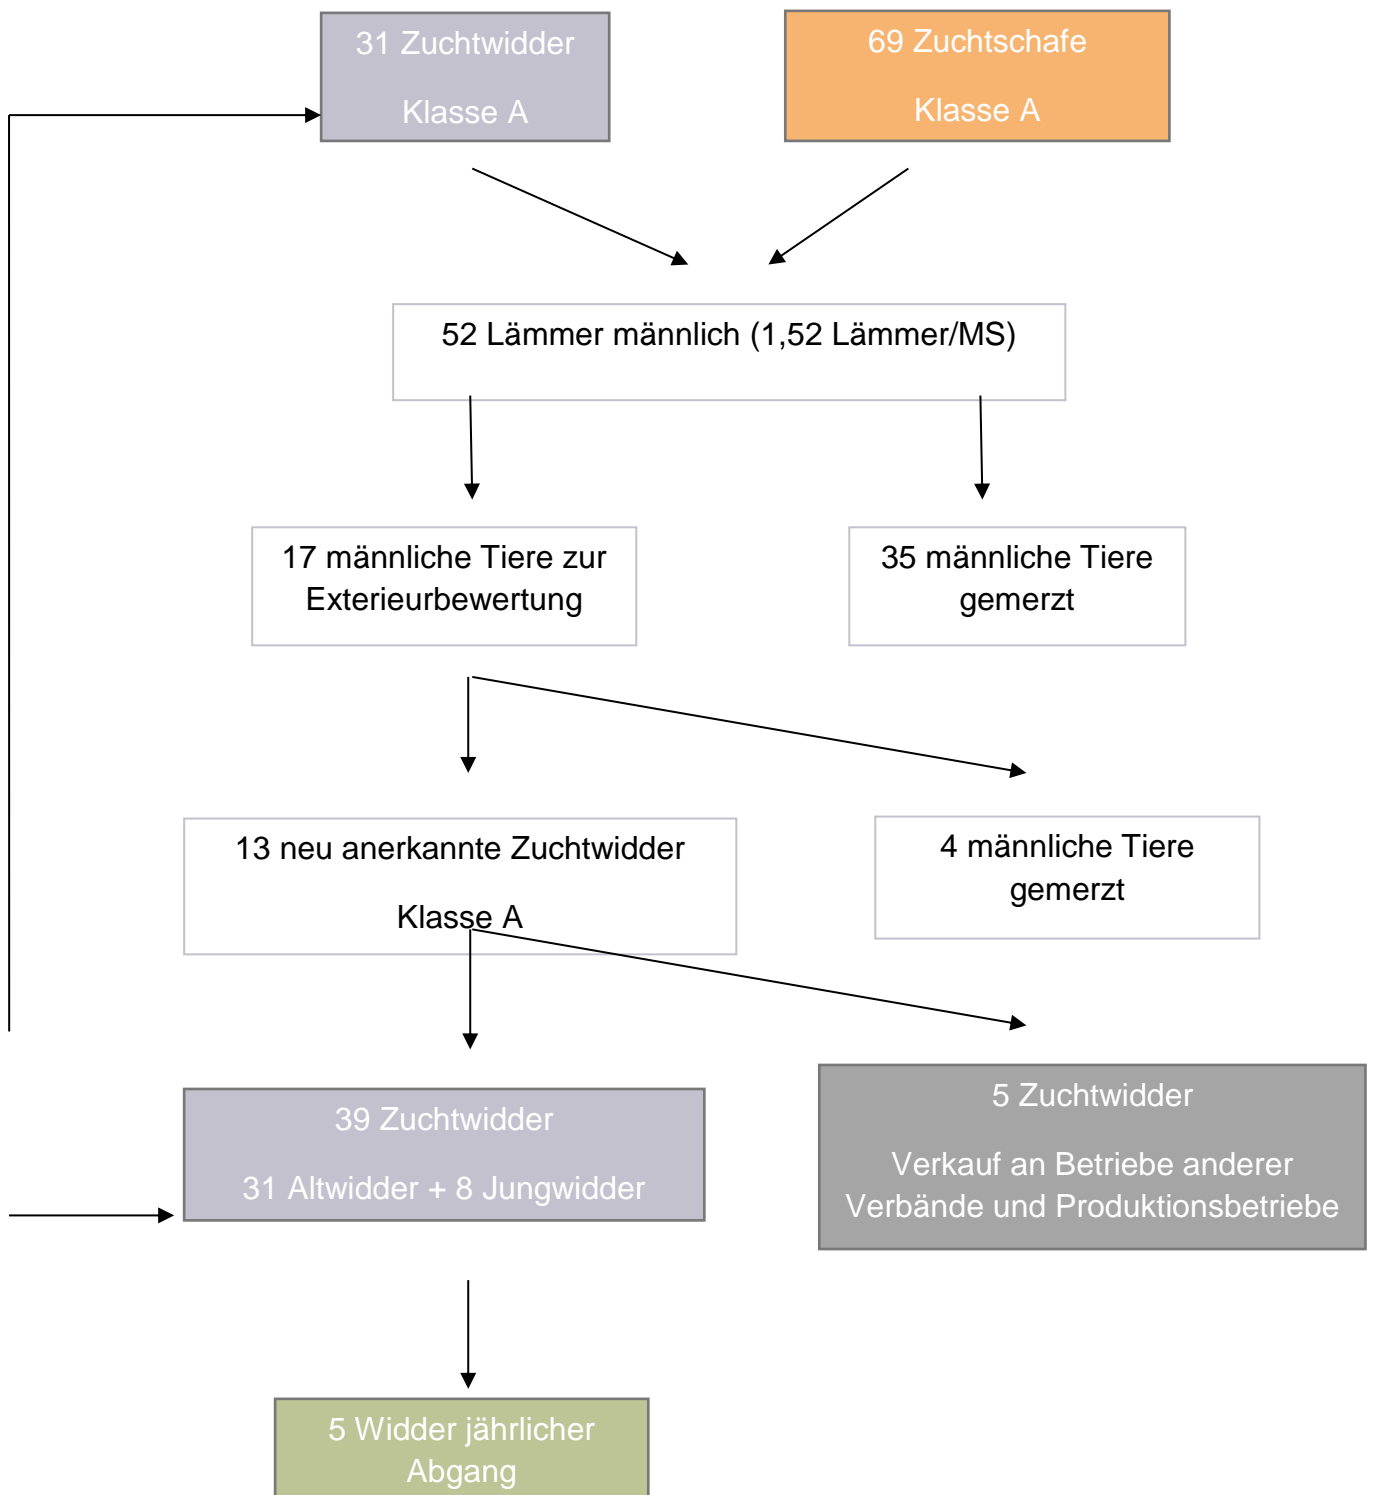 31 Zuchtwidder
Klasse A
69 Zuchtschafe
Klasse A
52 Lämmer männlich (1,52 Lämmer/MS)
17 männliche Tiere zur
Exterieurbewertung
35 männliche Tiere
gemerzt
13 neu anerkannte Zuchtwidder
Klasse A
4 männliche Tiere
gemerzt
39 Zuchtwidder
31 Altwidder + 8 Jungwidder
5 Zuchtwidder
Verkauf an Betriebe anderer
Verbände und Produktionsbetriebe
5 Widder jährlicher
Abgang